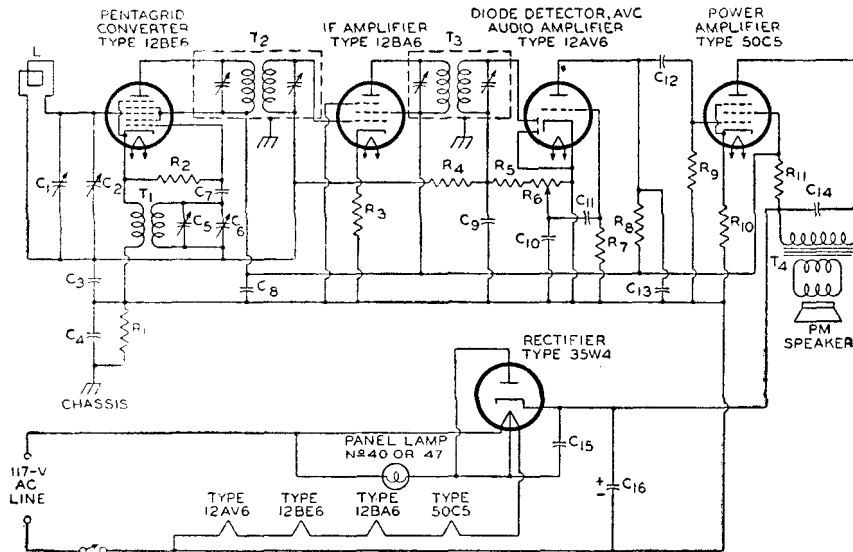 PENTAGRID
CONVERTER
TYPE 12BE6
IF AMPLIFIER
TYPE 12BA6
DIODE DETECTOR, AVC
AUDIO AMPLIFIER
TYPE 12AV6
POWER
AMPLIFIER
TYPE 50C5
L
T2
T3
C12
C1
C2
R2
C7
T1
C5
C6
R3
R4
R5
R6
C9
C10
C11
R7
R8
R9
R10
R11
C14
T4
C3
C4
R1
C8
C13
PM
SPEAKER
CHASSIS
RECTIFIER
TYPE 35W4
117-V
AC
LINE
PANEL LAMP
No 40 OR 47
C15
C16
+
-
TYPE
12AV6
TYPE
12BE6
TYPE
12BA6
TYPE
50C5